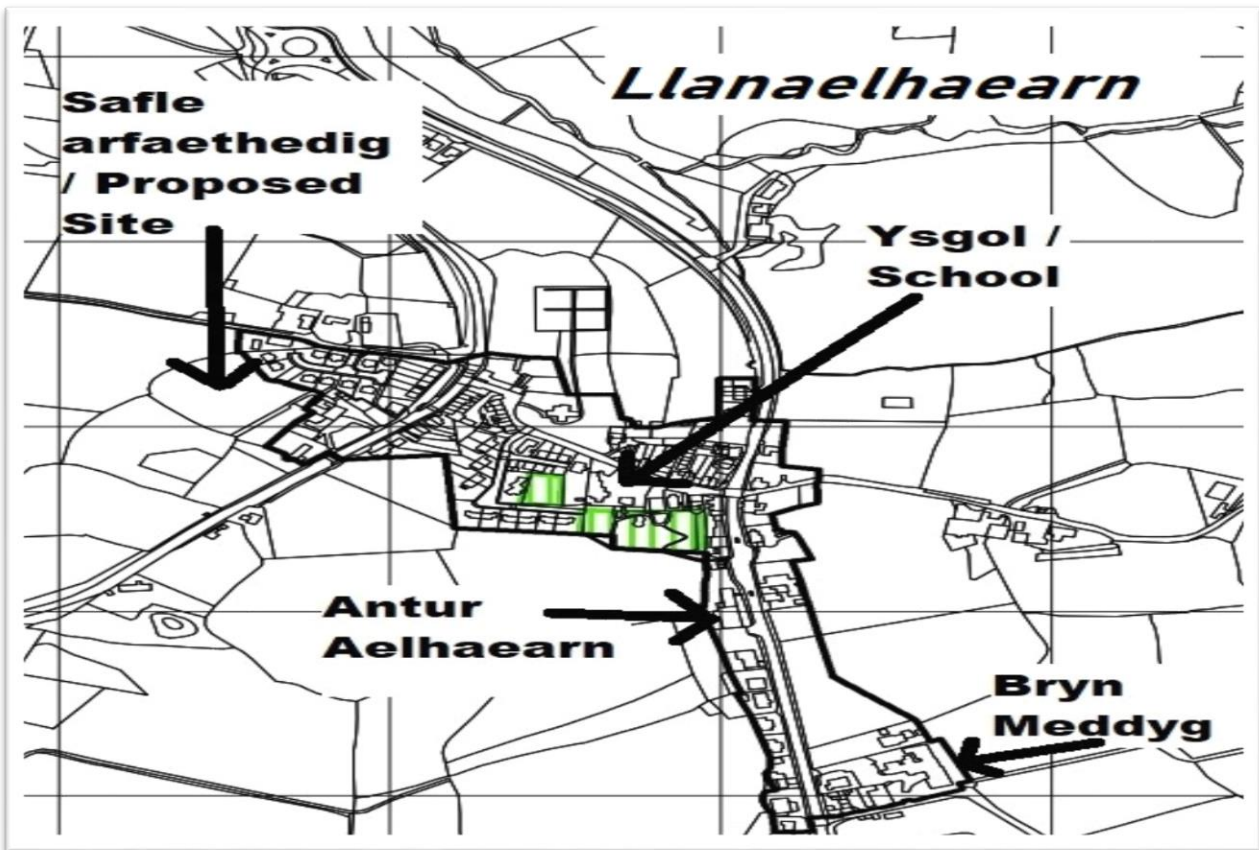 Llanaelhaearn
Safle
arfaethedig
/ Proposed
Site
Ysgol /
School
Antur
Aelhaearn
Bryn
Meddyg